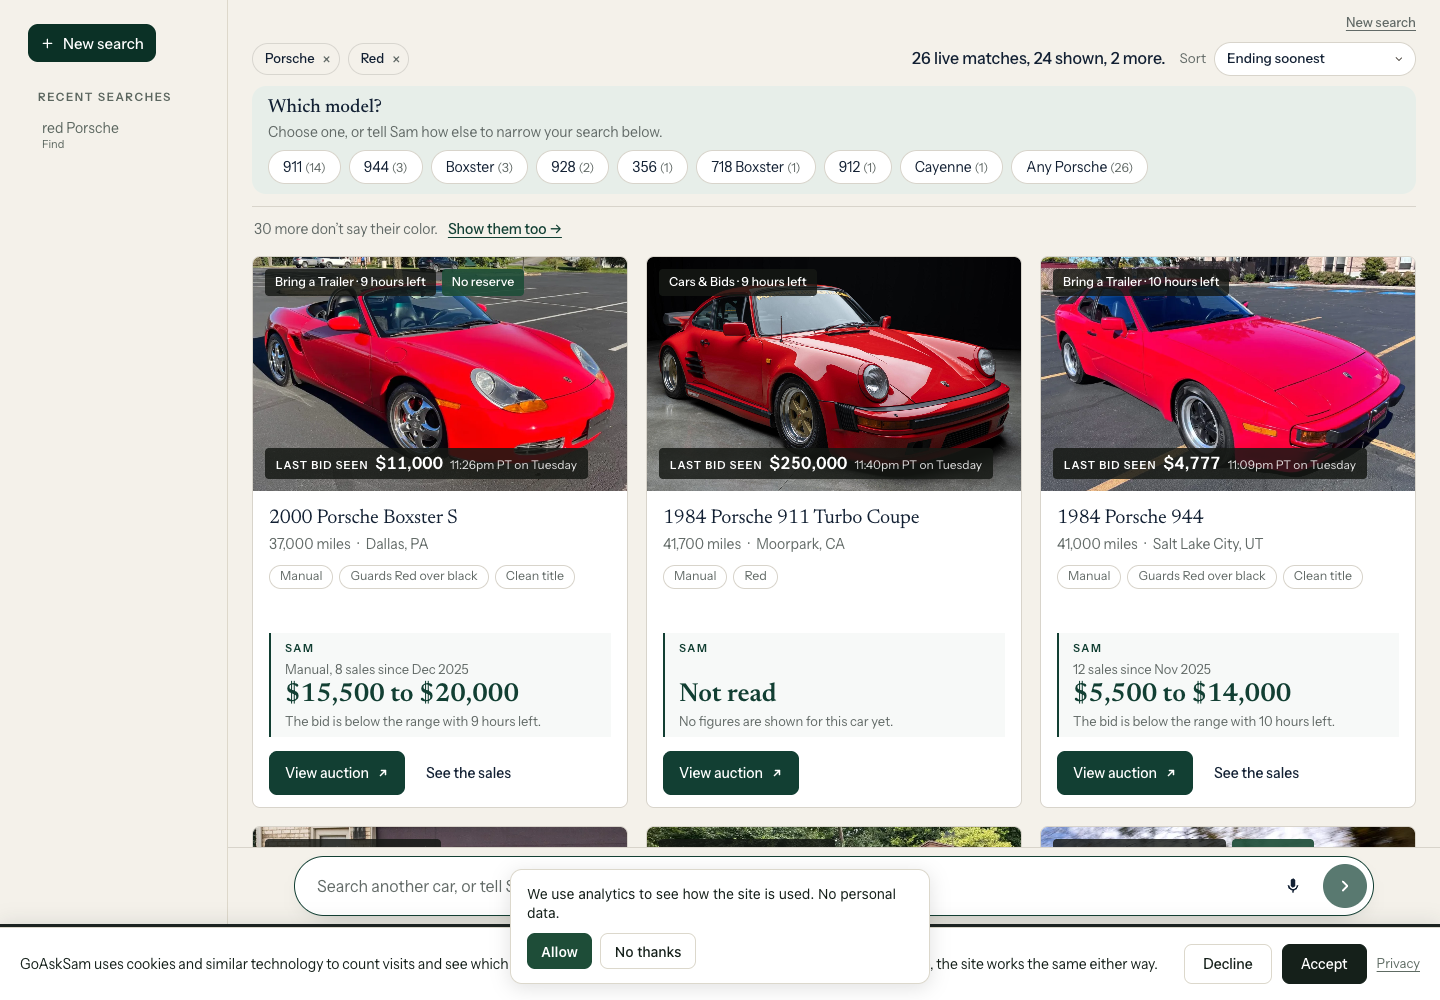 + New search
RECENT SEARCHES
red Porsche
Find
New search
Porsche ×
Red ×
26 live matches, 24 shown, 2 more.
Sort
Ending soonest
Which model?
Choose one, or tell Sam how else to narrow your search below.
911 (14)
944 (3)
Boxster (3)
928 (2)
356 (1)
718 Boxster (1)
912 (1)
Cayenne (1)
Any Porsche (26)
30 more don't say their color. Show them too →
Bring a Trailer · 9 hours left
No reserve
LAST BID SEEN $11,000 11:26pm PT on Tuesday
2000 Porsche Boxster S
37,000 miles · Dallas, PA
Manual
Guards Red over black
Clean title
SAM
Manual, 8 sales since Dec 2025
$15,500 to $20,000
The bid is below the range with 9 hours left.
View auction ↗
See the sales
Cars & Bids · 9 hours left
LAST BID SEEN $250,000 11:40pm PT on Tuesday
1984 Porsche 911 Turbo Coupe
41,700 miles · Moorpark, CA
Manual
Red
SAM
Not read
No figures are shown for this car yet.
View auction ↗
Bring a Trailer · 10 hours left
LAST BID SEEN $4,777 11:09pm PT on Tuesday
1984 Porsche 944
41,000 miles · Salt Lake City, UT
Manual
Guards Red over black
Clean title
SAM
12 sales since Nov 2025
$5,500 to $14,000
The bid is below the range with 10 hours left.
View auction ↗
See the sales
Search another car, or tell
We use analytics to see how the site is used. No personal
data.
Allow
No thanks
GoAskSam uses cookies and similar technology to count visits and see which
, the site works the same either way.
Decline
Accept
Privacy